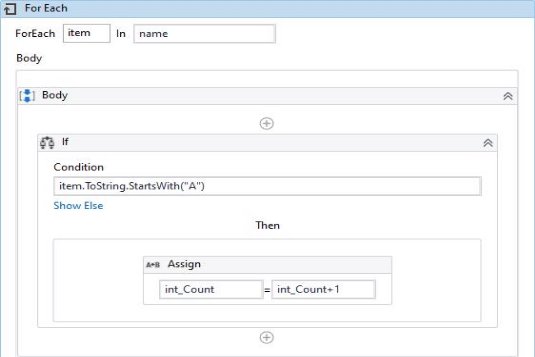 For Each
ForEach item In name
Body
Body
If
Condition
item.ToString.StartsWith("A")
Show Else
Then
A+B Assign
int_Count = int_Count+1